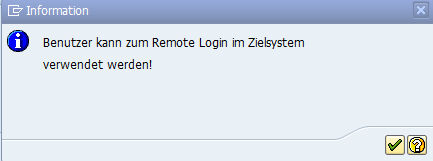 Information
Benutzer kann zum Remote Login im Zielsystem
verwendet werden!